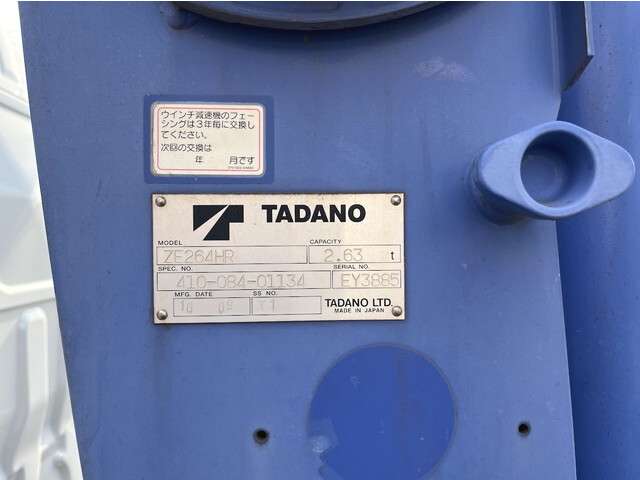 ウインチ減速機のフェー
シングは3年毎に交換し
てください。
次回の交換は
年　月です
TADANO
MODEL CAPACITY
ZE264HR 2.63 t
SPEC. NO. SERIAL NO.
410-084-01134 EY3885
MFG. DATE SS NO.
10 09
TADANO LTD.
MADE IN JAPAN